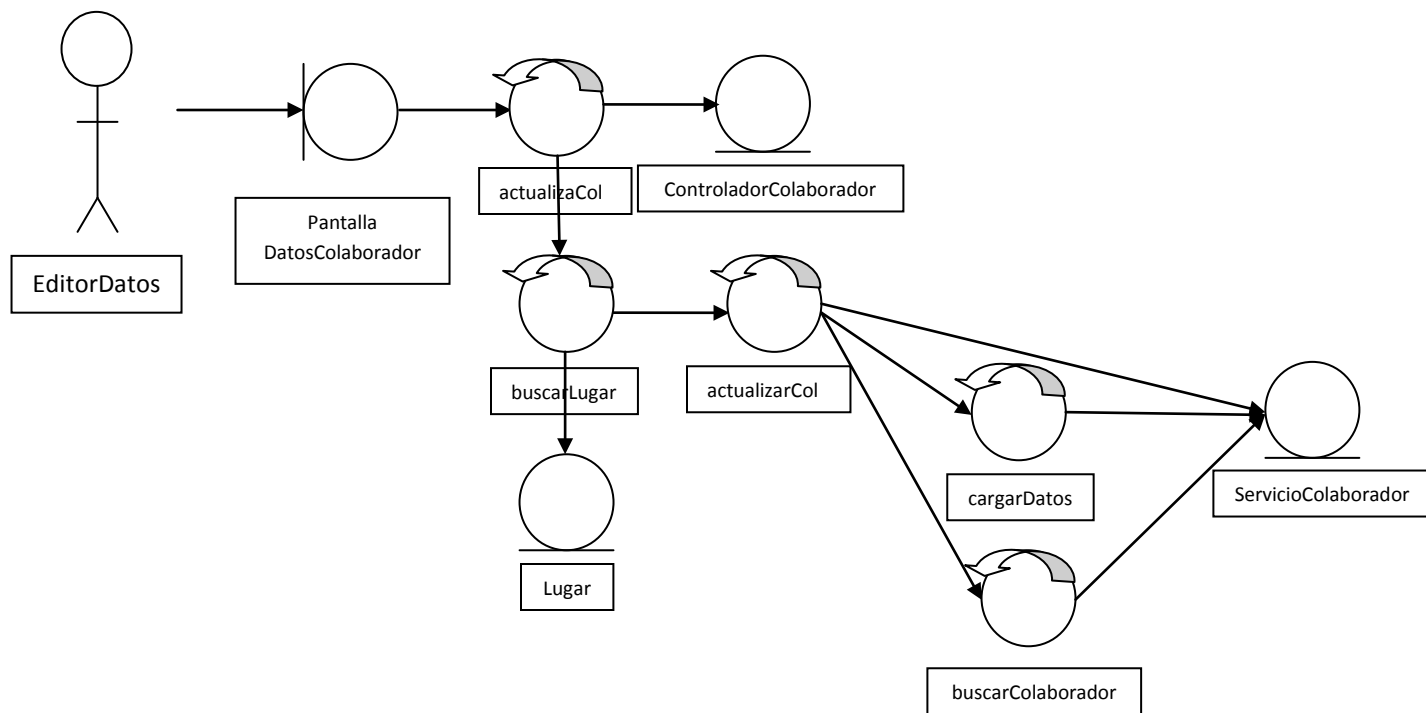 actualizaCol
ControladorColaborador
Pantalla
DatosColaborador
EditorDatos
buscarLugar
actualizarCol
cargarDatos
ServicioColaborador
Lugar
buscarColaborador